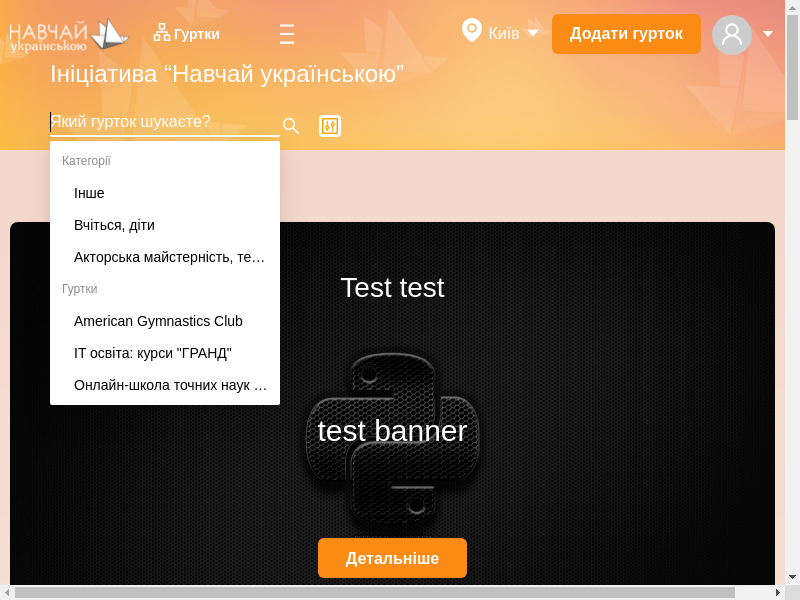 НАВЧАЙ
українською
Гуртки
Київ
Додати гурток
Ініціатива “Навчай українською”
Який гурток шукаєте?
Категорії
Інше
Вчіться, діти
Акторська майстерність, те…
Гуртки
American Gymnastics Club
IT освіта: курси "ГРАНД"
Онлайн-школа точних наук …
Test test
test banner
Детальніше